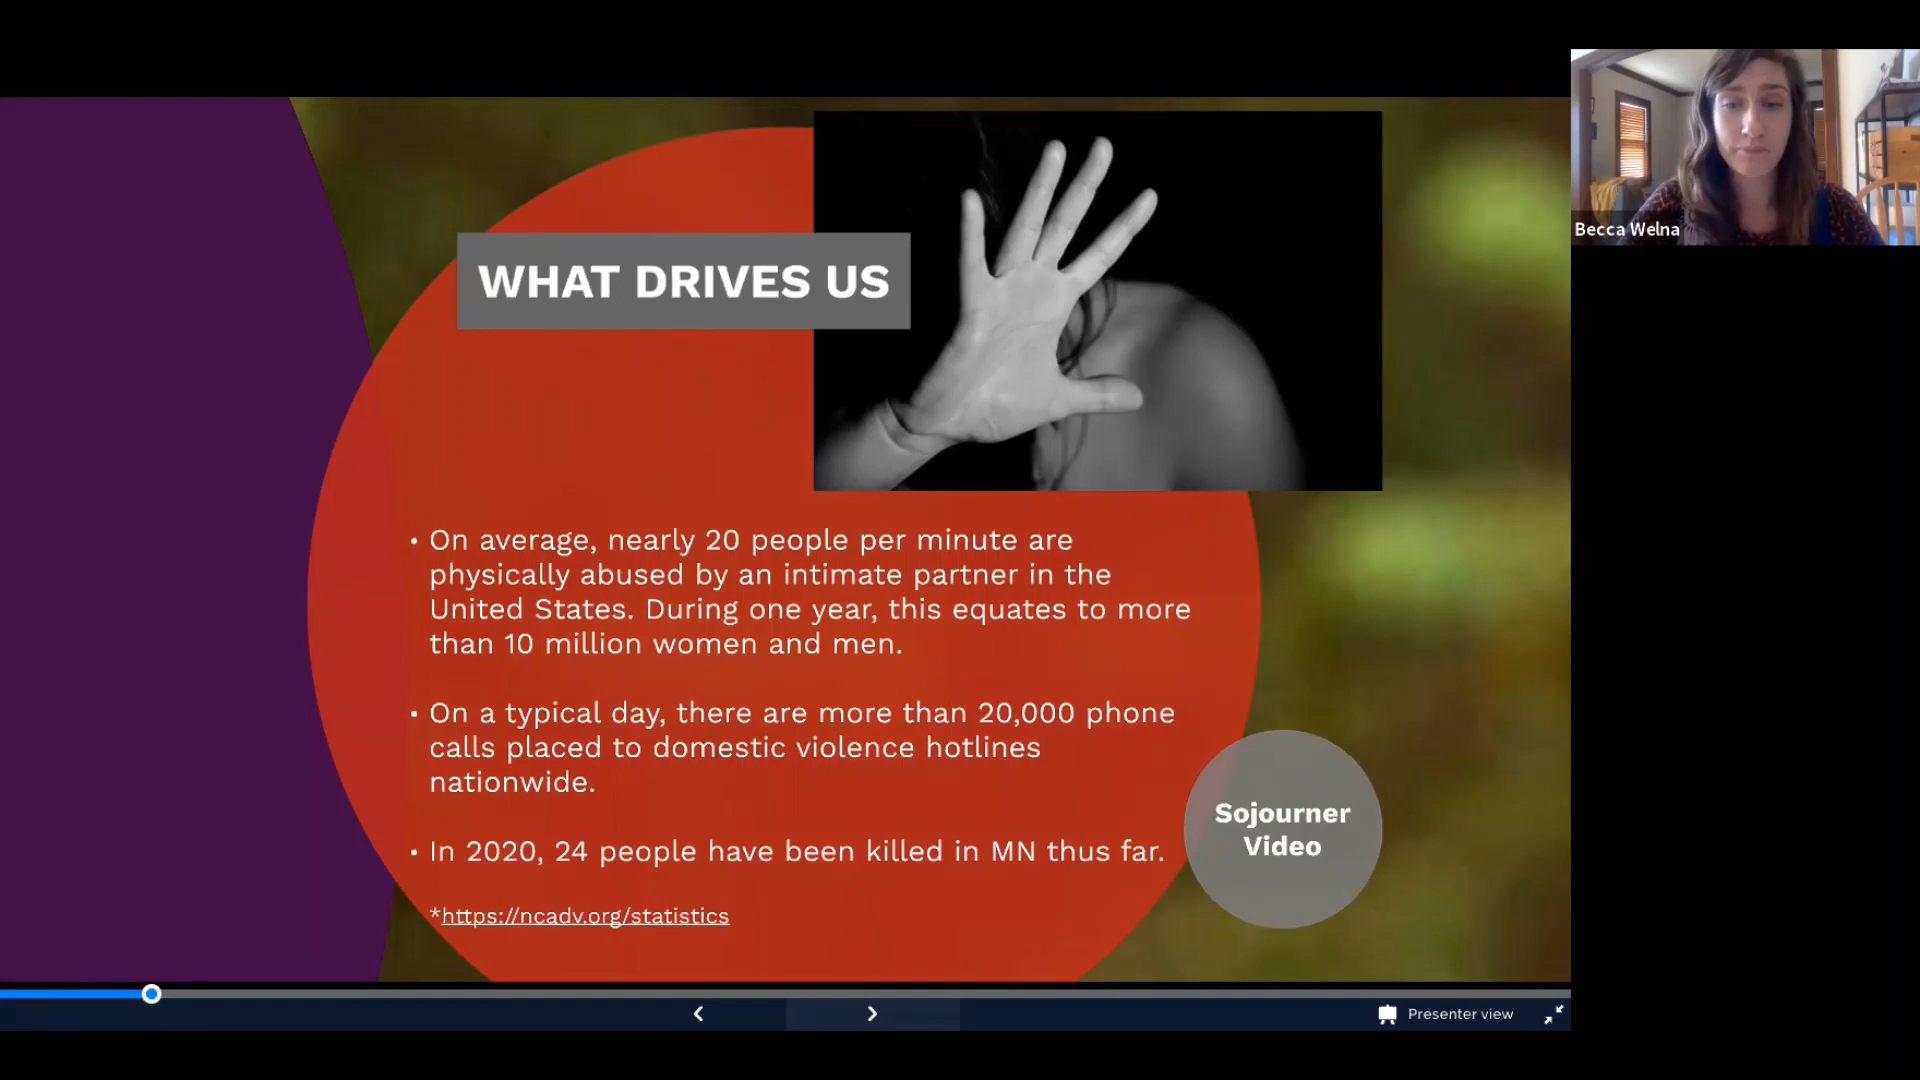 WHAT DRIVES US
• On average, nearly 20 people per minute are
physically abused by an intimate partner in the
United States. During one year, this equates to more
than 10 million women and men.
• On a typical day, there are more than 20,000 phone
calls placed to domestic violence hotlines
nationwide.
• In 2020, 24 people have been killed in MN thus far.
*https://ncadv.org/statistics
Sojourner
Video
Becca Welna
Presenter view